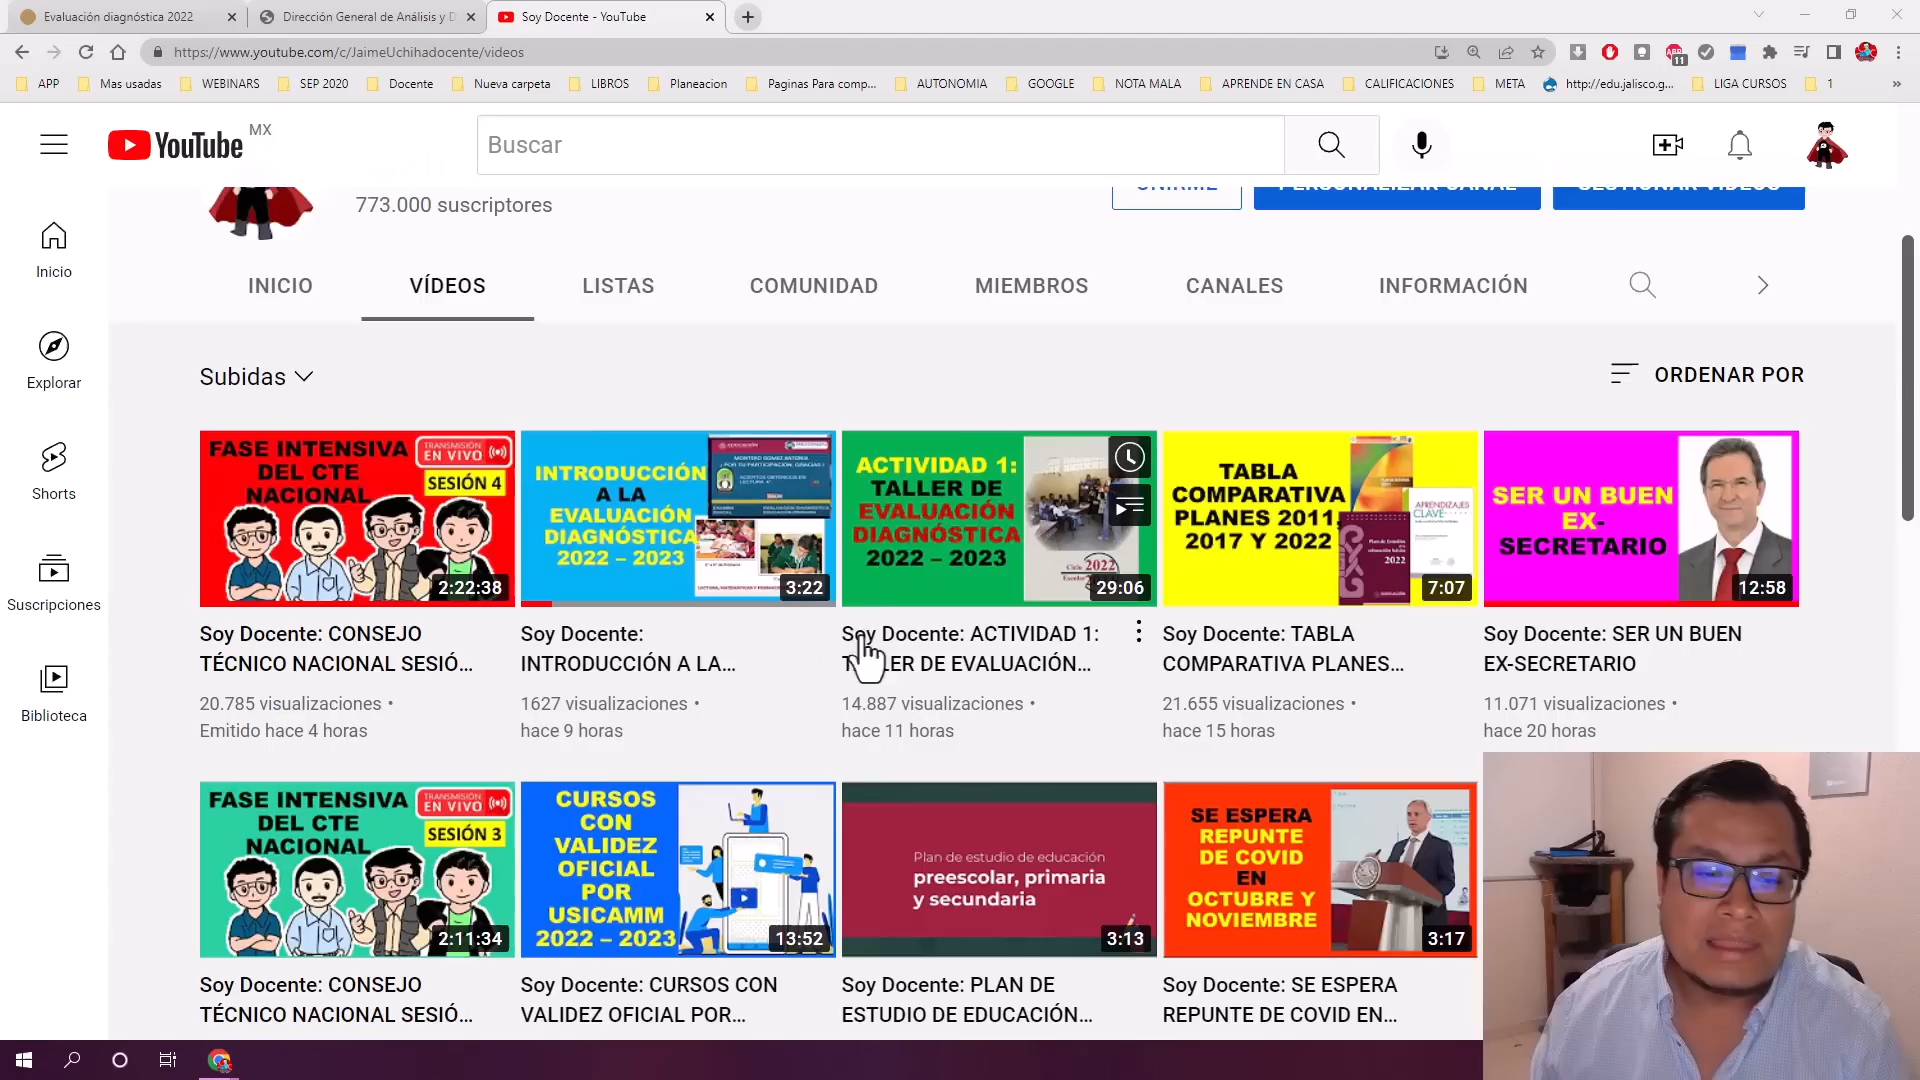 Evaluación diagnóstica 2022
Dirección General de Análisis y D
Soy Docente - YouTube
https://www.youtube.com/c/JaimeUchihadocente/videos
11
APP
Mas usadas
WEBINARS
SEP 2020
Docente
Nueva carpeta
LIBROS
Planeacion
Paginas Para comp...
AUTONOMIA
GOOGLE
NOTA MALA
APRENDE EN CASA
CALIFICACIONES
META
http://edu.jalisco.g...
LIGA CURSOS
1
YouTube MX
Buscar
773.000 suscriptores
UNIRME
PERSONALIZAR CANAL
GESTIONAR VÍDEOS
INICIO
VÍDEOS
LISTAS
COMUNIDAD
MIEMBROS
CANALES
INFORMACIÓN
Inicio
Explorar
Shorts
Suscripciones
Biblioteca
Subidas
ORDENAR POR
FASE INTENSIVA
DEL CTE
NACIONAL
TRANSMISIÓN
EN VIVO
SESIÓN 4
2:22:38
Soy Docente: CONSEJO
TÉCNICO NACIONAL SESIÓ...
20.785 visualizaciones •
Emitido hace 4 horas
INTRODUCCIÓN
A LA
EVALUACIÓN
DIAGNÓSTICA
2022 – 2023
3:22
Soy Docente:
INTRODUCCIÓN A LA...
1627 visualizaciones •
hace 9 horas
ACTIVIDAD 1:
TALLER DE
EVALUACIÓN
DIAGNÓSTICA
2022 – 2023
Ciclo 2022
29:06
Soy Docente: ACTIVIDAD 1:
TALLER DE EVALUACIÓN...
14.887 visualizaciones •
hace 11 horas
TABLA
COMPARATIVA
PLANES 2011,
2017 Y 2022
APRENDIZAJES
CLAVE
2022
7:07
Soy Docente: TABLA
COMPARATIVA PLANES...
21.655 visualizaciones •
hace 15 horas
SER UN BUEN
EX-
SECRETARIO
12:58
Soy Docente: SER UN BUEN
EX-SECRETARIO
11.071 visualizaciones •
hace 20 horas
FASE INTENSIVA
DEL CTE
NACIONAL
TRANSMISIÓN
EN VIVO
SESIÓN 3
2:11:34
Soy Docente: CONSEJO
TÉCNICO NACIONAL SESIÓ...
CURSOS
CON
VALIDEZ
OFICIAL
POR
USICAMM
2022 – 2023
13:52
Soy Docente: CURSOS CON
VALIDEZ OFICIAL POR...
Plan de estudio de educación
preescolar, primaria
y secundaria
3:13
Soy Docente: PLAN DE
ESTUDIO DE EDUCACIÓN...
SE ESPERA
REPUNTE
DE COVID
EN
OCTUBRE Y
NOVIEMBRE
3:17
Soy Docente: SE ESPERA
REPUNTE DE COVID EN...